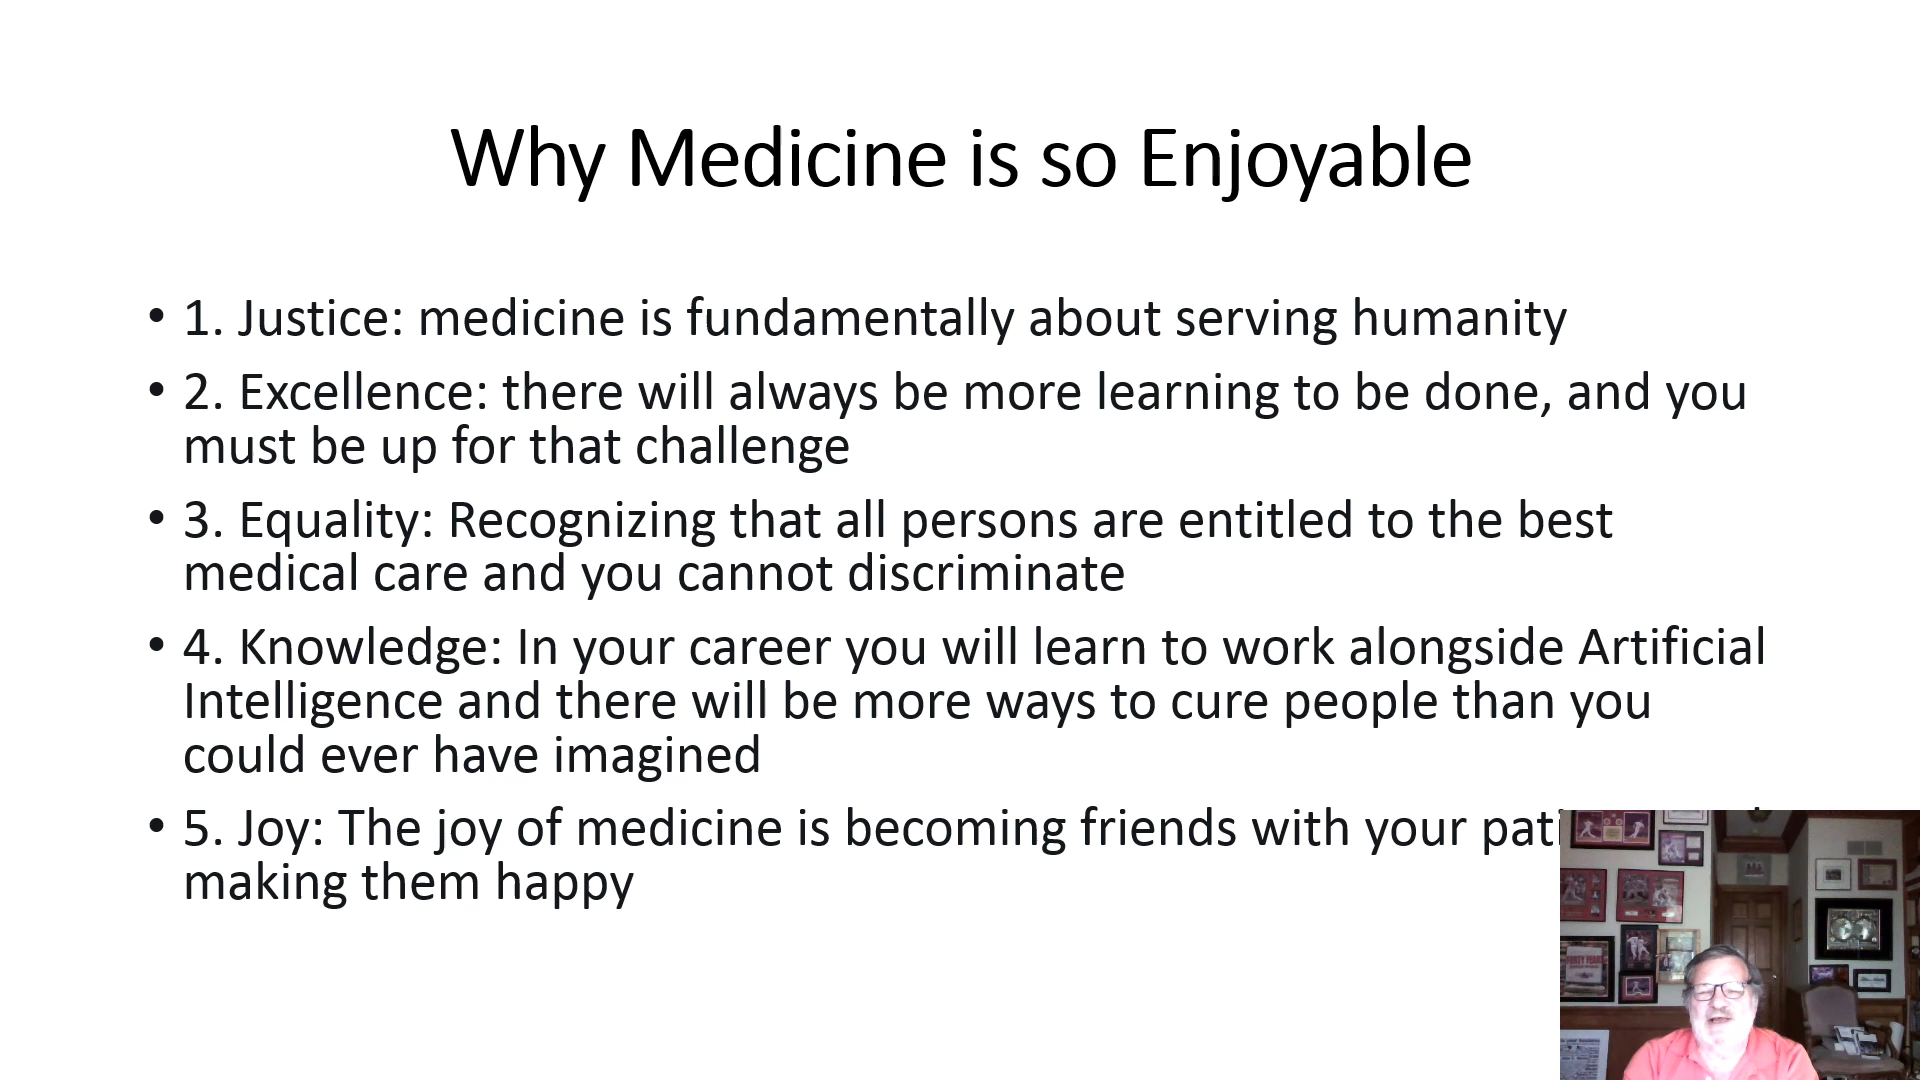 Why Medicine is so Enjoyable
• 1. Justice: medicine is fundamentally about serving humanity
• 2. Excellence: there will always be more learning to be done, and you
must be up for that challenge
• 3. Equality: Recognizing that all persons are entitled to the best
medical care and you cannot discriminate
• 4. Knowledge: In your career you will learn to work alongside Artificial
Intelligence and there will be more ways to cure people than you
could ever have imagined
• 5. Joy: The joy of medicine is becoming friends with your
making them happy